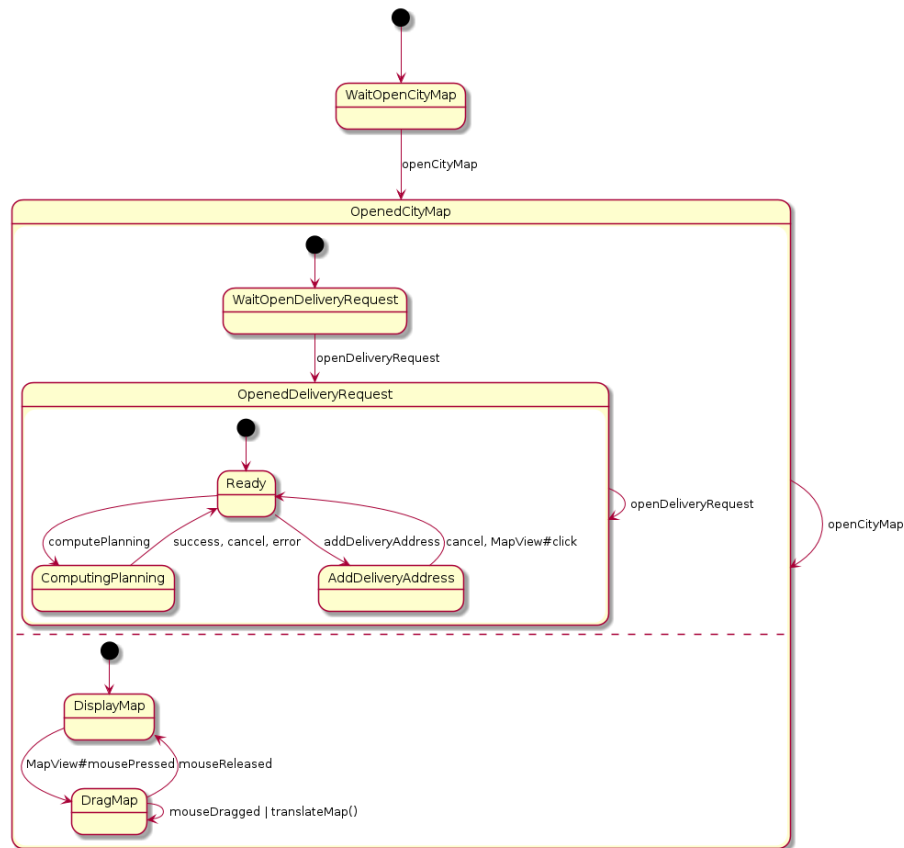 WaitOpenCityMap
openCityMap
OpenedCityMap
WaitOpenDeliveryRequest
openDeliveryRequest
OpenedDeliveryRequest
Ready
openDeliveryRequest
openCityMap
computePlanning
success, cancel, error
addDeliveryAddress
cancel, MapView#click
ComputingPlanning
AddDeliveryAddress
DisplayMap
MapView#mousePressed
mouseReleased
DragMap
mouseDragged | translateMap()